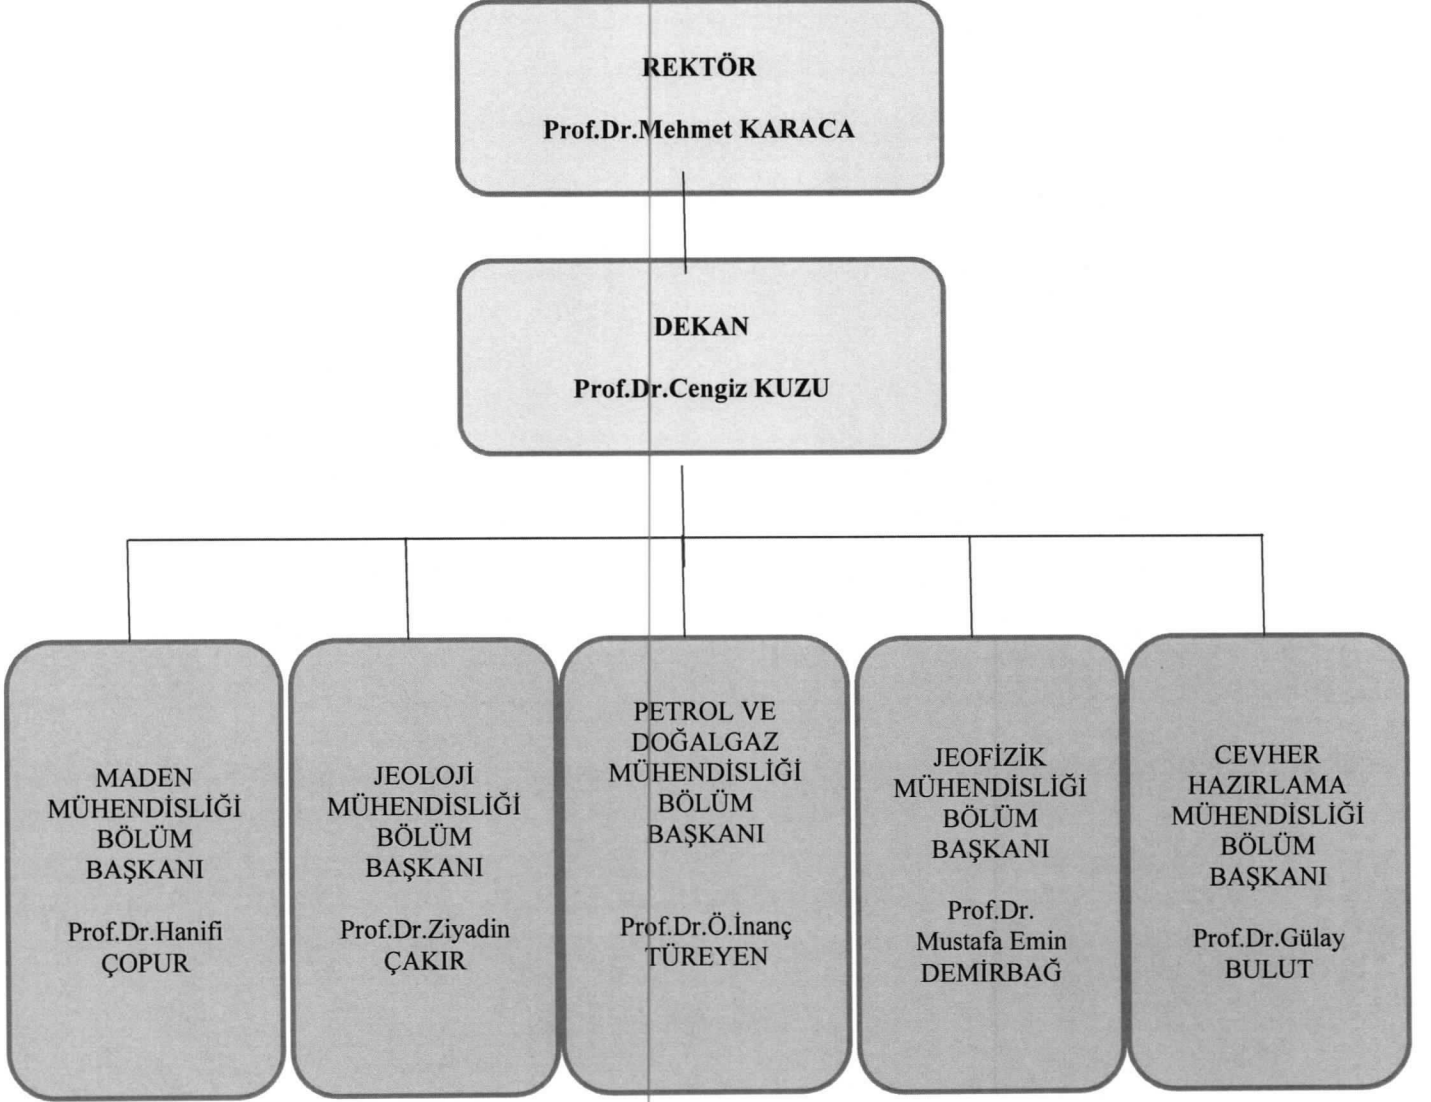 REKTÖR
Prof.Dr.Mehmet KARACA
DEKAN
Prof.Dr.Cengiz KUZU
MADEN
MÜHENDİSLİĞİ
BÖLÜM
BAŞKANI
Prof.Dr.Hanifi
ÇOPUR
JEOLOJİ
MÜHENDİSLİĞİ
BÖLÜM
BAŞKANI
Prof.Dr.Ziyadin
ÇAKIR
PETROL VE
DOĞALGAZ
MÜHENDİSLİĞİ
BÖLÜM
BAŞKANI
Prof.Dr.Ö.İnanç
TÜREYEN
JEOFİZİK
MÜHENDİSLİĞİ
BÖLÜM
BAŞKANI
Prof.Dr.
Mustafa Emin
DEMİRBAĞ
CEVHER
HAZIRLAMA
MÜHENDİSLİĞİ
BÖLÜM
BAŞKANI
Prof.Dr.Gülay
BULUT